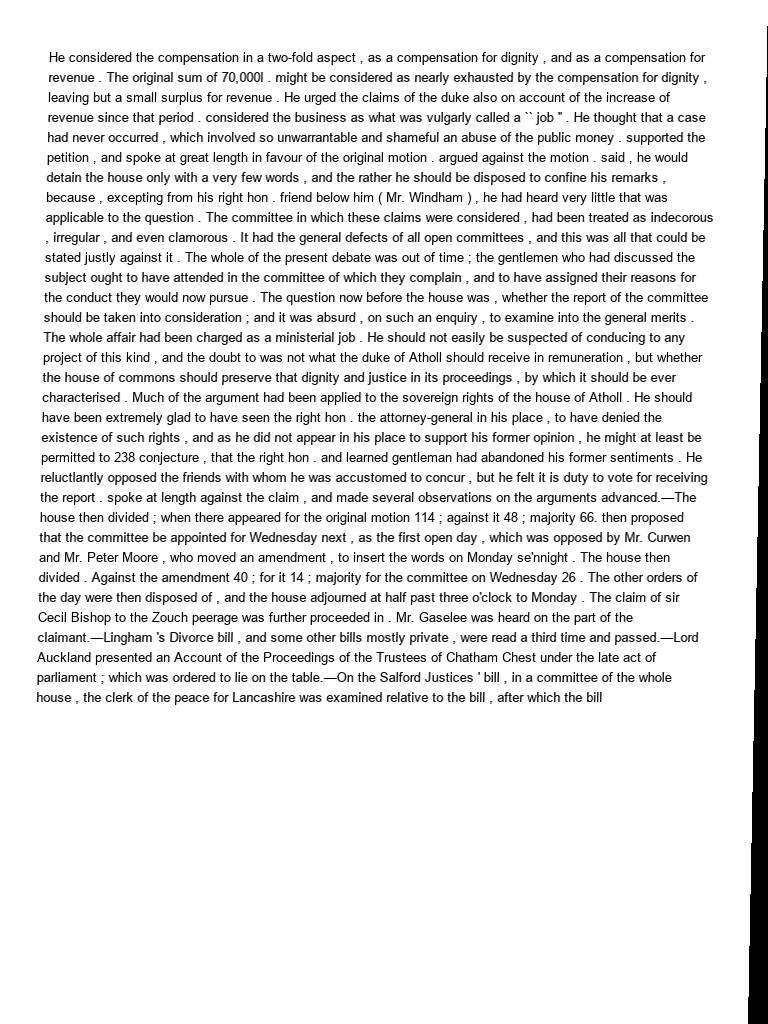 He considered the compensation in a two-fold aspect , as a compensation for dignity , and as a compensation for
revenue . The original sum of 70,000l . might be considered as nearly exhausted by the compensation for dignity ,
leaving but a small surplus for revenue . He urged the claims of the duke also on account of the increase of
revenue since that period . considered the business as what was vulgarly called a `` job '' . He thought that a case
had never occurred , which involved so unwarrantable and shameful an abuse of the public money . supported the
petition , and spoke at great length in favour of the original motion . argued against the motion . said , he would
detain the house only with a very few words , and the rather he should be disposed to confine his remarks ,
because , excepting from his right hon . friend below him ( Mr. Windham ) , he had heard very little that was
applicable to the question . The committee in which these claims were considered , had been treated as indecorous
, irregular , and even clamorous . It had the general defects of all open committees , and this was all that could be
stated justly against it . The whole of the present debate was out of time ; the gentlemen who had discussed the
subject ought to have attended in the committee of which they complain , and to have assigned their reasons for
the conduct they would now pursue . The question now before the house was , whether the report of the committee
should be taken into consideration ; and it was absurd , on such an enquiry , to examine into the general merits .
The whole affair had been charged as a ministerial job . He should not easily be suspected of conducing to any
project of this kind , and the doubt to was not what the duke of Atholl should receive in remuneration , but whether
the house of commons should preserve that dignity and justice in its proceedings , by which it should be ever
characterised . Much of the argument had been applied to the sovereign rights of the house of Atholl . He should
have been extremely glad to have seen the right hon . the attorney-general in his place , to have denied the
existence of such rights , and as he did not appear in his place to support his former opinion , he might at least be
permitted to 238 conjecture , that the right hon . and learned gentleman had abandoned his former sentiments . He
reluctlantly opposed the friends with whom he was accustomed to concur , but he felt it is duty to vote for receiving
the report . spoke at length against the claim , and made several observations on the arguments advanced.—The
house then divided ; when there appeared for the original motion 114 ; against it 48 ; majority 66. then proposed
that the committee be appointed for Wednesday next , as the first open day , which was opposed by Mr. Curwen
and Mr. Peter Moore , who moved an amendment , to insert the words on Monday se'nnight . The house then
divided . Against the amendment 40 ; for it 14 ; majority for the committee on Wednesday 26 . The other orders of
the day were then disposed of , and the house adjourned at half past three o'clock to Monday . The claim of sir
Cecil Bishop to the Zouch peerage was further proceeded in . Mr. Gaselee was heard on the part of the
claimant.—Lingham 's Divorce bill , and some other bills mostly private , were read a third time and passed.—Lord
Auckland presented an Account of the Proceedings of the Trustees of Chatham Chest under the late act of
parliament ; which was ordered to lie on the table.—On the Salford Justices ' bill , in a committee of the whole
house , the clerk of the peace for Lancashire was examined relative to the bill , after which the bill